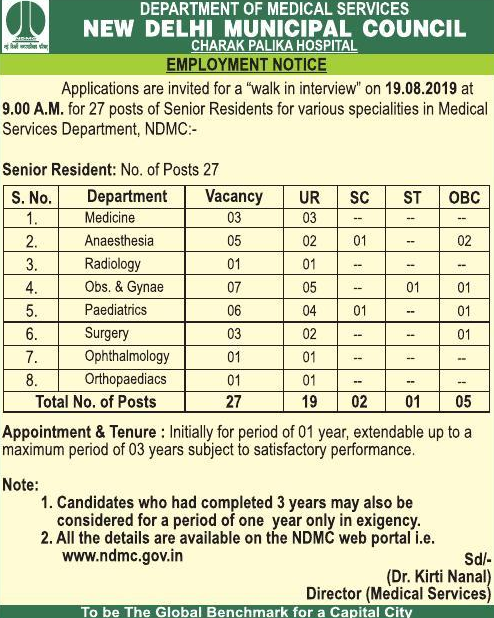 DEPARTMENT OF MEDICAL SERVICES
NEW DELHI MUNICIPAL COUNCIL
CHARAK PALIKA HOSPITAL
NDMC
EMPLOYMENT NOTICE
Applications are invited for a “walk in interview” on 19.08.2019 at
9.00 A.M. for 27 posts of Senior Residents for various specialities in Medical
Services Department, NDMC:-
Senior Resident: No. of Posts 27
S. No. Department Vacancy UR SC ST OBC
1. Medicine 03 03 -- -- --
2. Anaesthesia 05 02 01 -- 02
3. Radiology 01 01 -- -- --
4. Obs. & Gynae 07 05 -- 01 01
5. Paediatrics 06 04 01 -- 01
6. Surgery 03 02 -- -- 01
7. Ophthalmology 01 01 -- -- --
8. Orthopaediacs 01 01 -- -- --
Total No. of Posts 27 19 02 01 05
Appointment & Tenure : Initially for period of 01 year, extendable up to a
maximum period of 03 years subject to satisfactory performance.
Note:
1. Candidates who had completed 3 years may also be
considered for a period of one year only in exigency.
2. All the details are available on the NDMC web portal i.e.
www.ndmc.gov.in
Sd/-
(Dr. Kirti Nanal)
Director (Medical Services)
To be The Global Benchmark for a Capital City